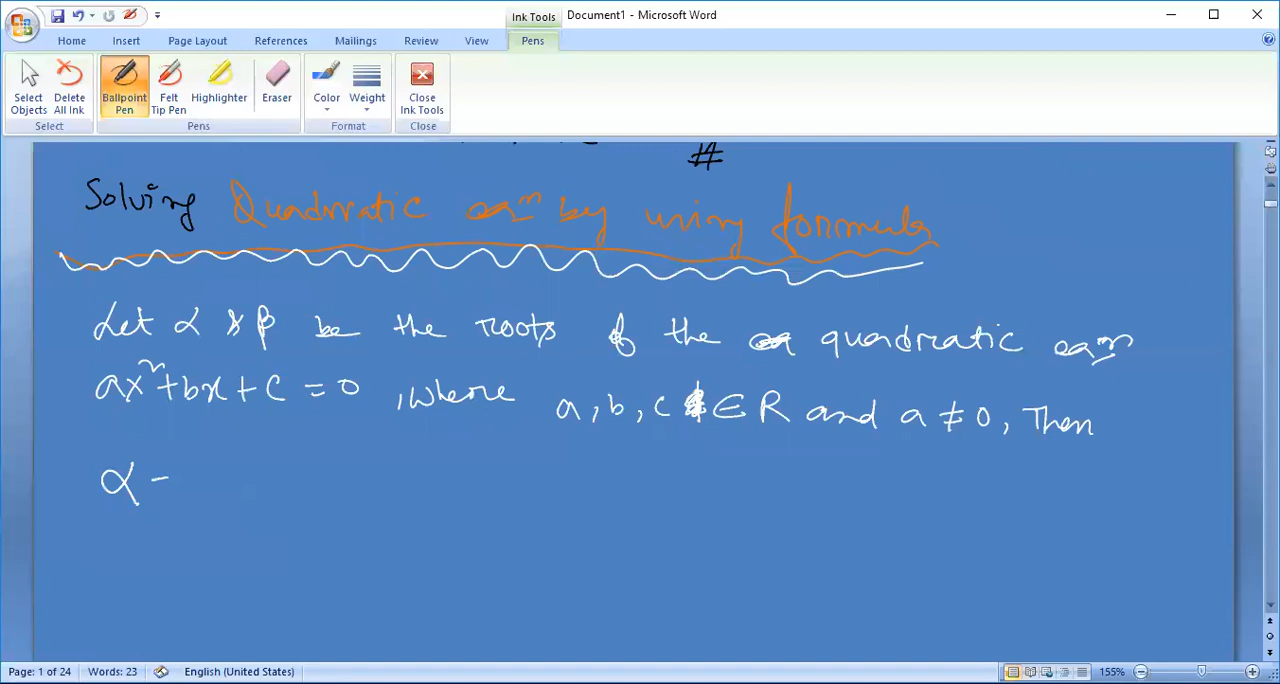 Ink Tools
Document1 - Microsoft Word
Home Insert Page Layout References Mailings Review View Pens
Select Objects
Delete All Ink
Ballpoint Pen
Felt Tip Pen
Highlighter
Eraser
Color
Weight
Close Ink Tools
Select Pens Format Close
#
Solving Quadratic eqn by using formula
Let α & β be the roots of the quadratic eqn
ax²+bx+c=0, where a, b, c ∈ R and a ≠ 0, Then
α -
Page: 1 of 24 Words: 23 English (United States) 155%